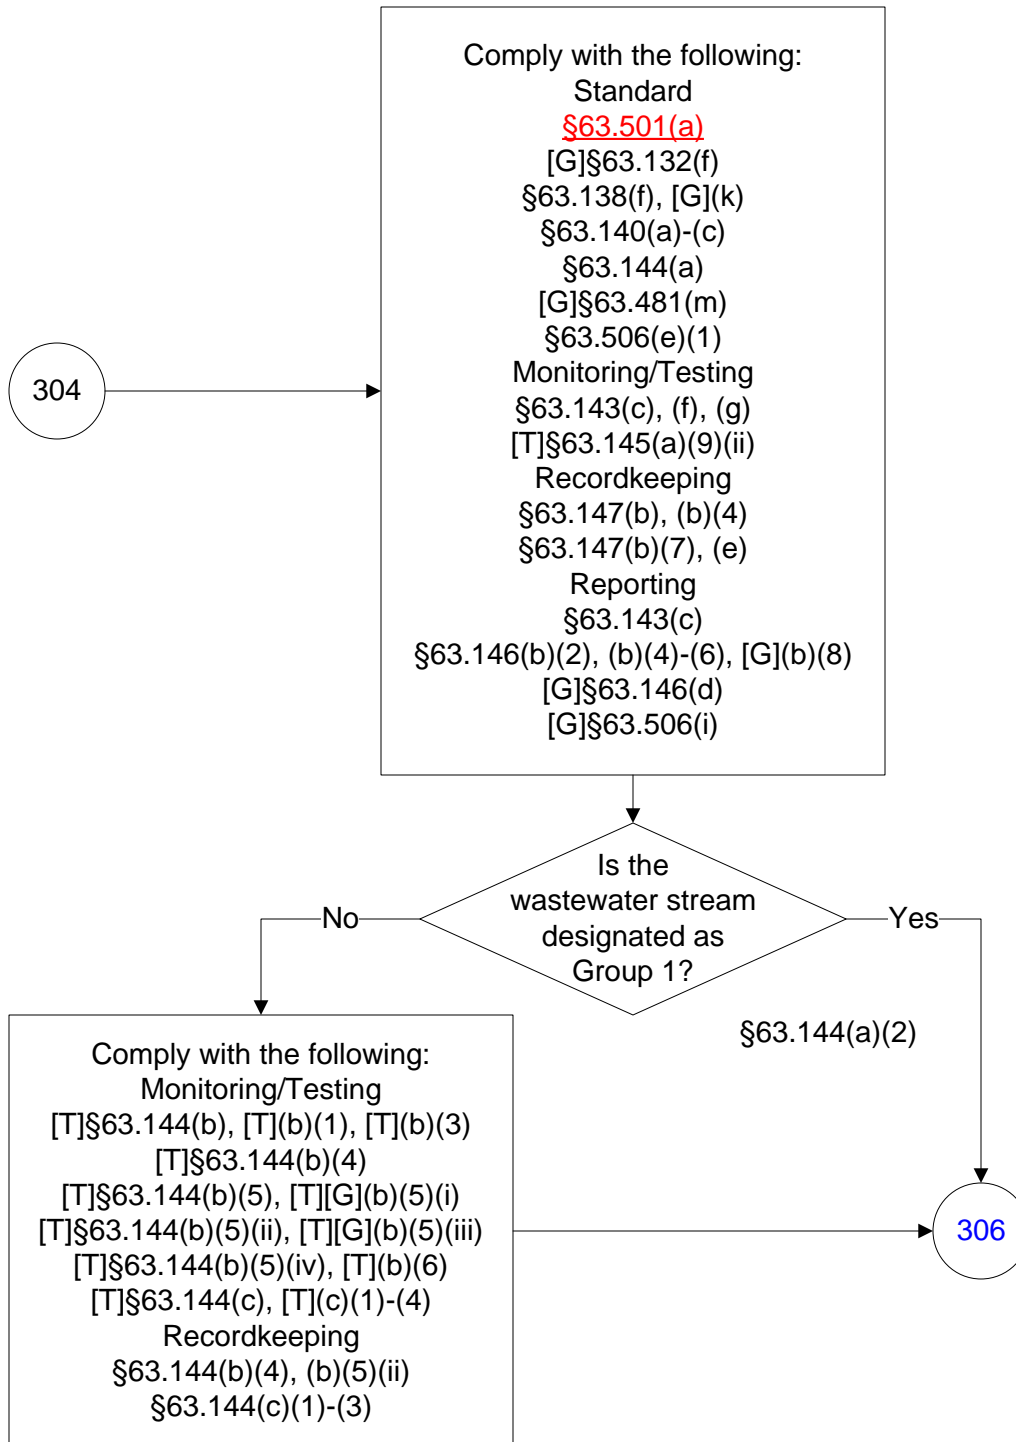 Comply with the following:
Standard
§63.501(a)
[G]§63.132(f)
§63.138(f), [G](k)
§63.140(a)-(c)
§63.144(a)
[G]§63.481(m)
§63.506(e)(1)
Monitoring/Testing
§63.143(c), (f), (g)
[T]§63.145(a)(9)(ii)
Recordkeeping
§63.147(b), (b)(4)
§63.147(b)(7), (e)
Reporting
§63.143(c)
§63.146(b)(2), (b)(4)-(6), [G](b)(8)
[G]§63.146(d)
[G]§63.506(i)
304
Is the
wastewater stream
designated as
Group 1?
No
Yes
§63.144(a)(2)
Comply with the following:
Monitoring/Testing
[T]§63.144(b), [T](b)(1), [T](b)(3)
[T]§63.144(b)(4)
[T]§63.144(b)(5), [T][G](b)(5)(i)
[T]§63.144(b)(5)(ii), [T][G](b)(5)(iii)
[T]§63.144(b)(5)(iv), [T](b)(6)
[T]§63.144(c), [T](c)(1)-(4)
Recordkeeping
§63.144(b)(4), (b)(5)(ii)
§63.144(c)(1)-(3)
306